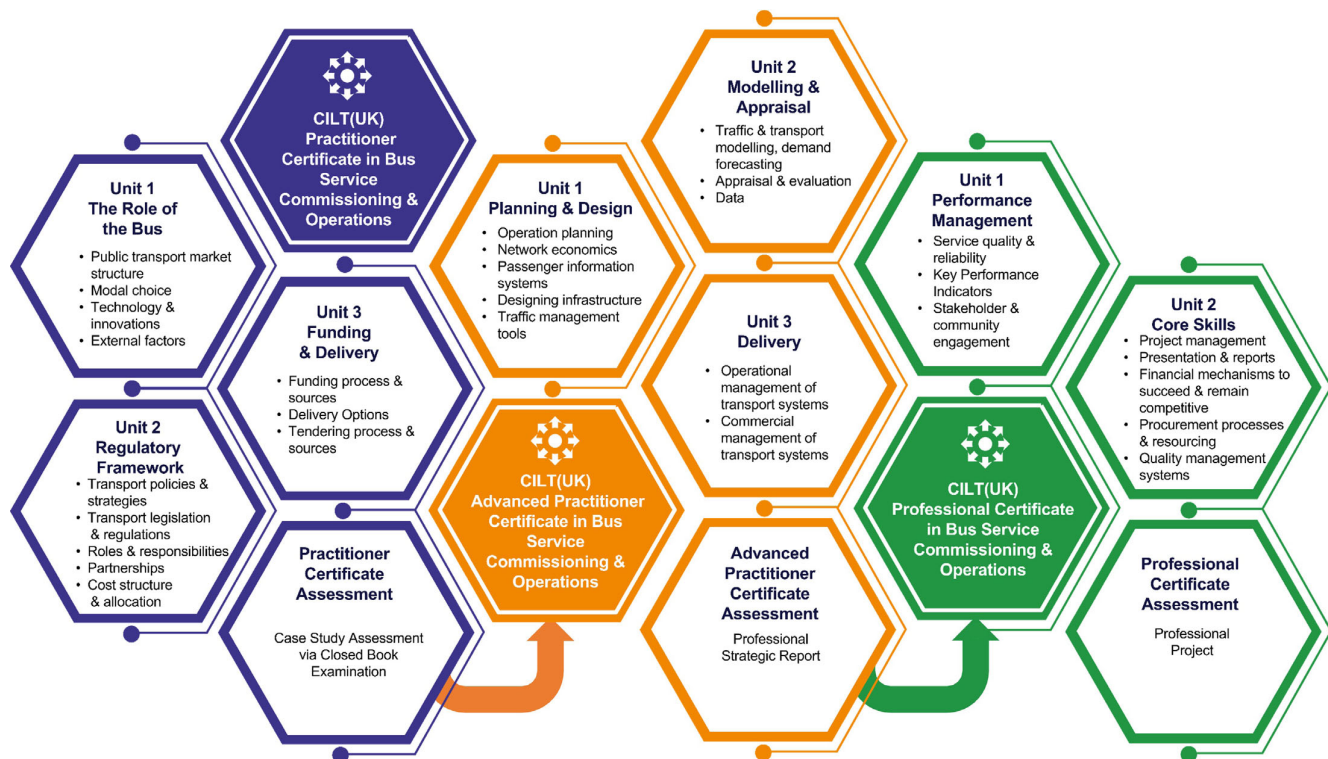 CILT(UK)
Practitioner
Certificate in Bus
Service
Commissioning &
Operations
Unit 1
The Role of
the Bus
• Public transport market
structure
• Modal choice
• Technology &
innovations
• External factors
Unit 2
Regulatory
Framework
• Transport policies &
strategies
• Transport legislation
& regulations
• Roles & responsibilities
• Partnerships
• Cost structure
& allocation
Unit 3
Funding
& Delivery
• Funding process &
sources
• Delivery Options
• Tendering process &
sources
Practitioner
Certificate
Assessment
Case Study Assessment
via Closed Book
Examination
CILT(UK)
Advanced Practitioner
Certificate in Bus
Service
Commissioning &
Operations
Unit 1
Planning & Design
• Operation planning
• Network economics
• Passenger information
systems
• Designing infrastructure
• Traffic management
tools
Unit 2
Modelling &
Appraisal
• Traffic & transport
modelling, demand
forecasting
• Appraisal & evaluation
• Data
Unit 3
Delivery
• Operational
management of
transport systems
• Commercial
management of
transport systems
Advanced
Practitioner
Certificate
Assessment
Professional
Strategic Report
CILT(UK)
Professional Certificate
in Bus Service
Commissioning &
Operations
Unit 1
Performance
Management
• Service quality &
reliability
• Key Performance
Indicators
• Stakeholder &
community
engagement
Unit 2
Core Skills
• Project management
• Presentation & reports
• Financial mechanisms to
succeed & remain
competitive
• Procurement processes
& resourcing
• Quality management
systems
Professional
Certificate
Assessment
Professional
Project